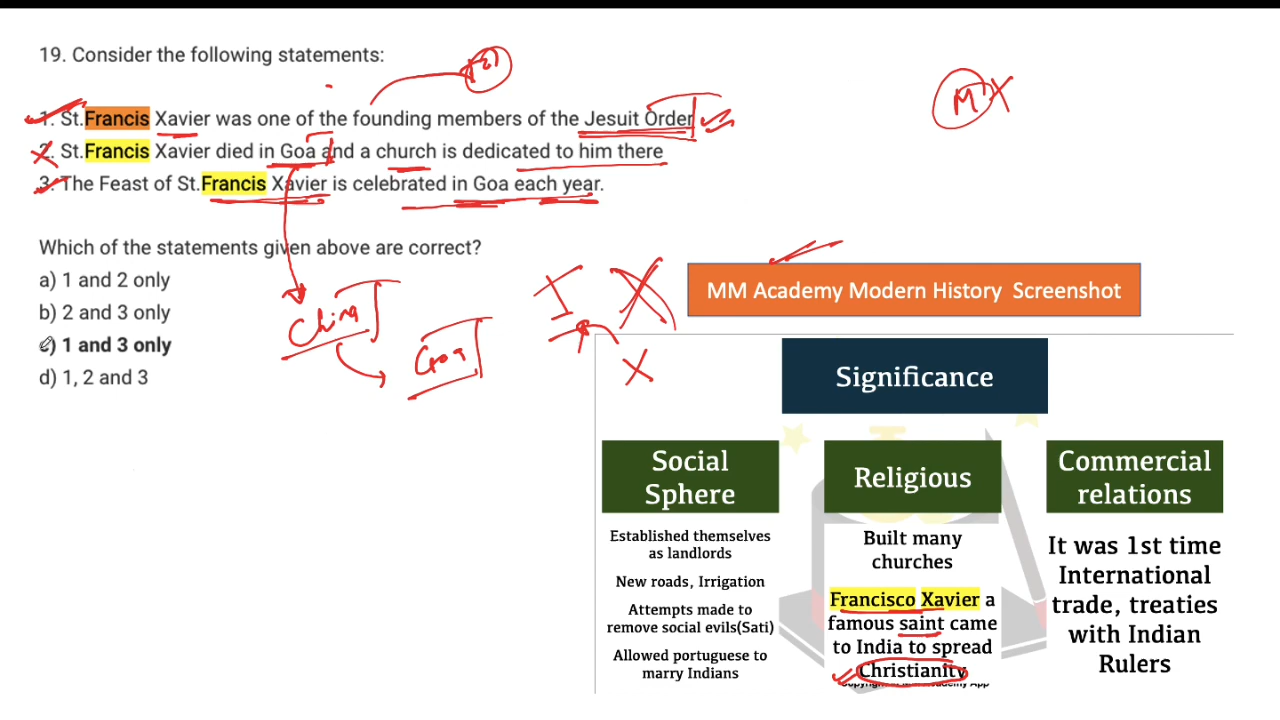 19. Consider the following statements:
1. St.Francis Xavier was one of the founding members of the Jesuit Order
2. St.Francis Xavier died in Goa and a church is dedicated to him there
3. The Feast of St.Francis Xavier is celebrated in Goa each year.
Which of the statements given above are correct?
a) 1 and 2 only
b) 2 and 3 only
c) 1 and 3 only
d) 1, 2 and 3
China
Goa
I X
X
M X
MM Academy Modern History Screenshot
Significance
Social
Sphere
Established themselves
as landlords
New roads, Irrigation
Attempts made to
remove social evils(Sati)
Allowed portuguese to
marry Indians
Religious
Built many
churches
Francisco Xavier a
famous saint came
to India to spread
Christianity
Commercial
relations
It was 1st time
International
trade, treaties
with Indian
Rulers